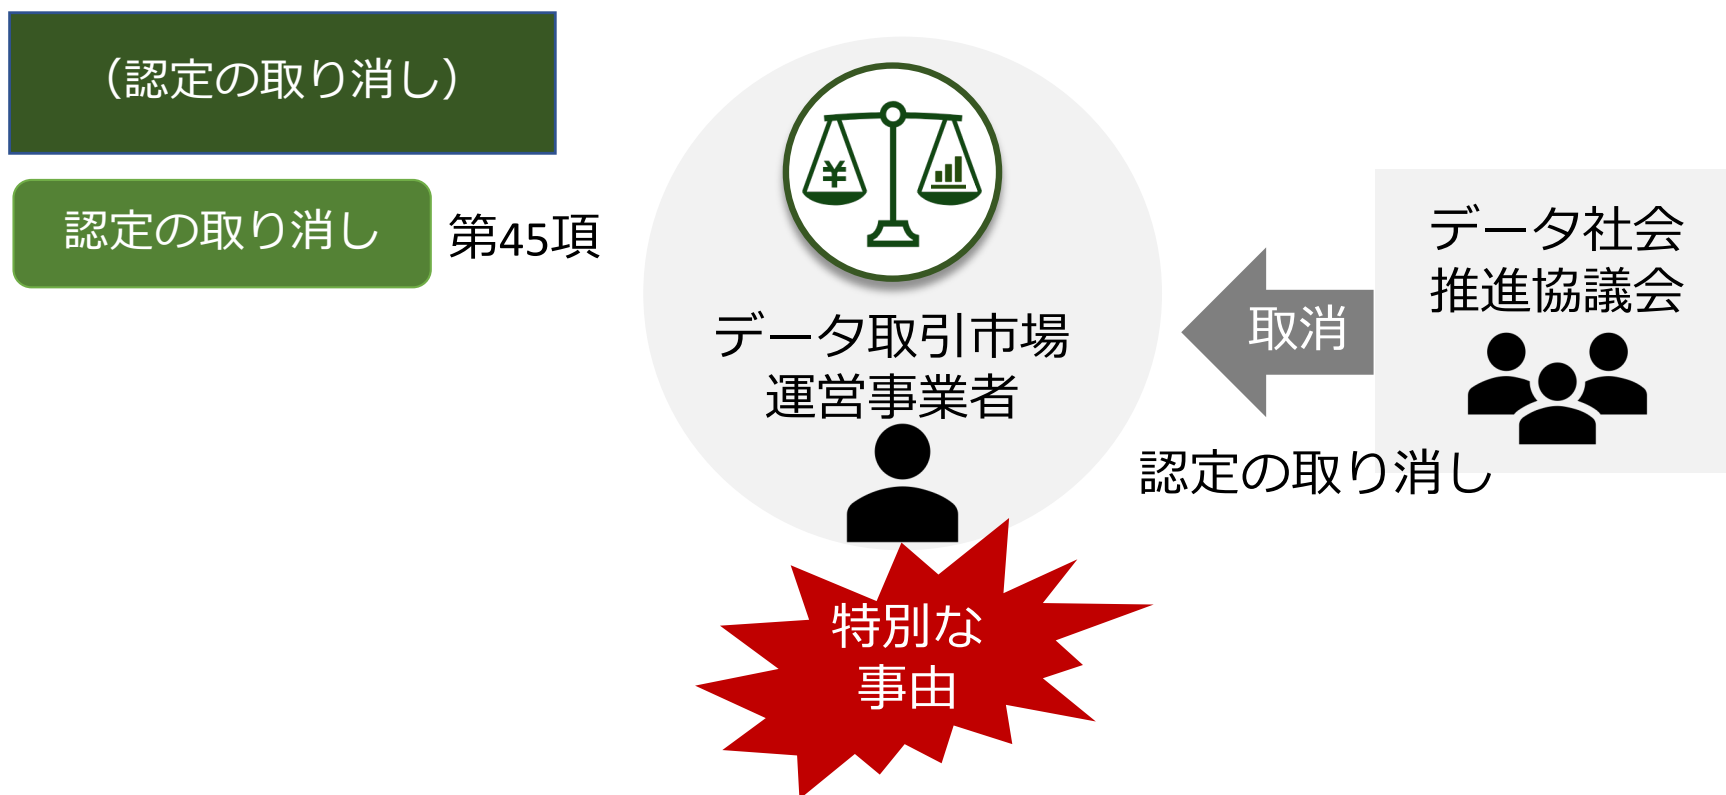 （認定の取り消し）
認定の取り消し
第45項
¥
データ取引市場
運営事業者
特別な
事由
取消
認定の取り消し
データ社会
推進協議会